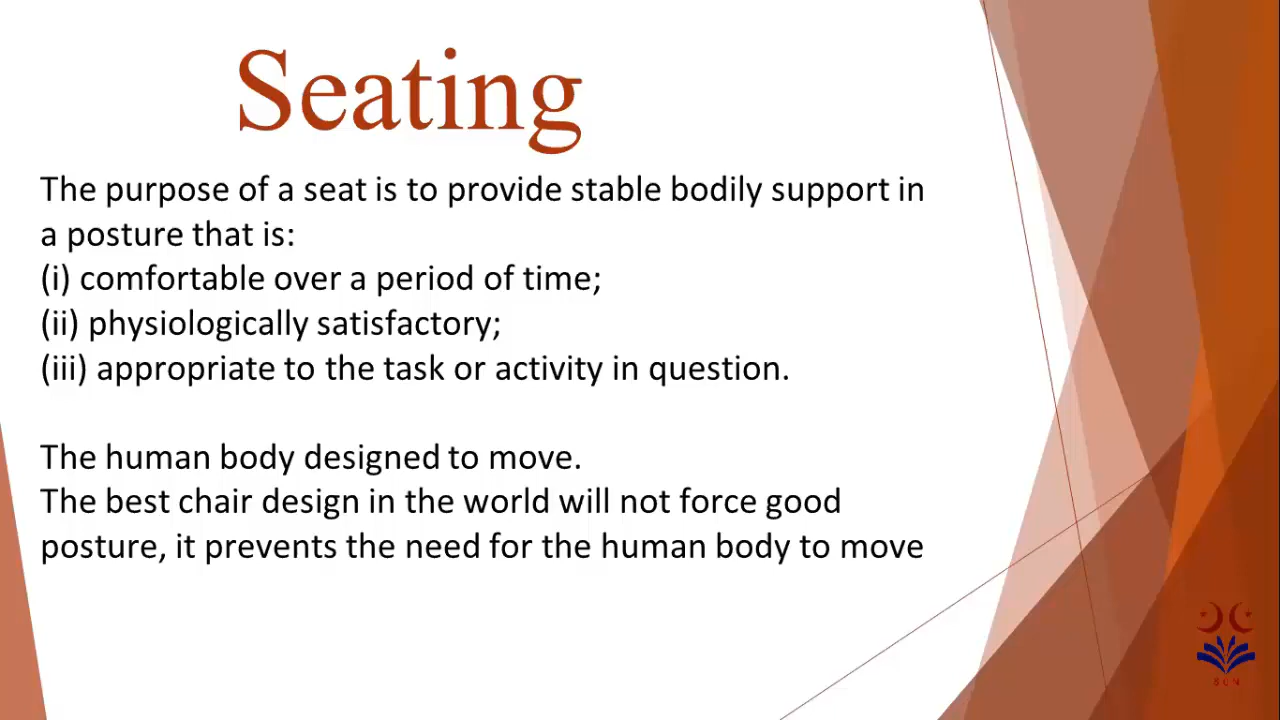 Seating
The purpose of a seat is to provide stable bodily support in
a posture that is:
(i) comfortable over a period of time;
(ii) physiologically satisfactory;
(iii) appropriate to the task or activity in question.
The human body designed to move.
The best chair design in the world will not force good
posture, it prevents the need for the human body to move